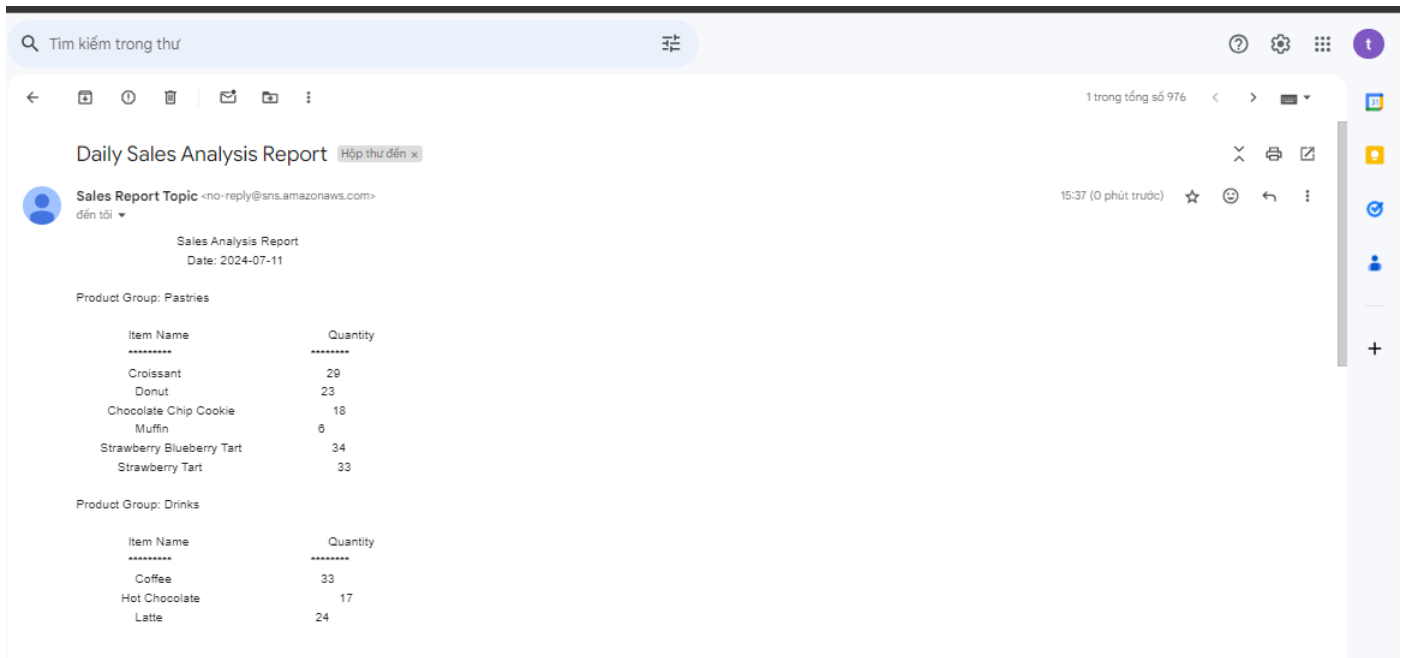 Tìm kiếm trong thư
t
1 trong tổng số 976
31
Daily Sales Analysis Report Hộp thư đến ×
Sales Report Topic <no-reply@sns.amazonaws.com> 15:37 (0 phút trước)
đến tôi
Sales Analysis Report
Date: 2024-07-11
Product Group: Pastries
Item Name Quantity
********* ********
Croissant 29
Donut 23
Chocolate Chip Cookie 18
Muffin 6
Strawberry Blueberry Tart 34
Strawberry Tart 33
Product Group: Drinks
Item Name Quantity
********* ********
Coffee 33
Hot Chocolate 17
Latte 24